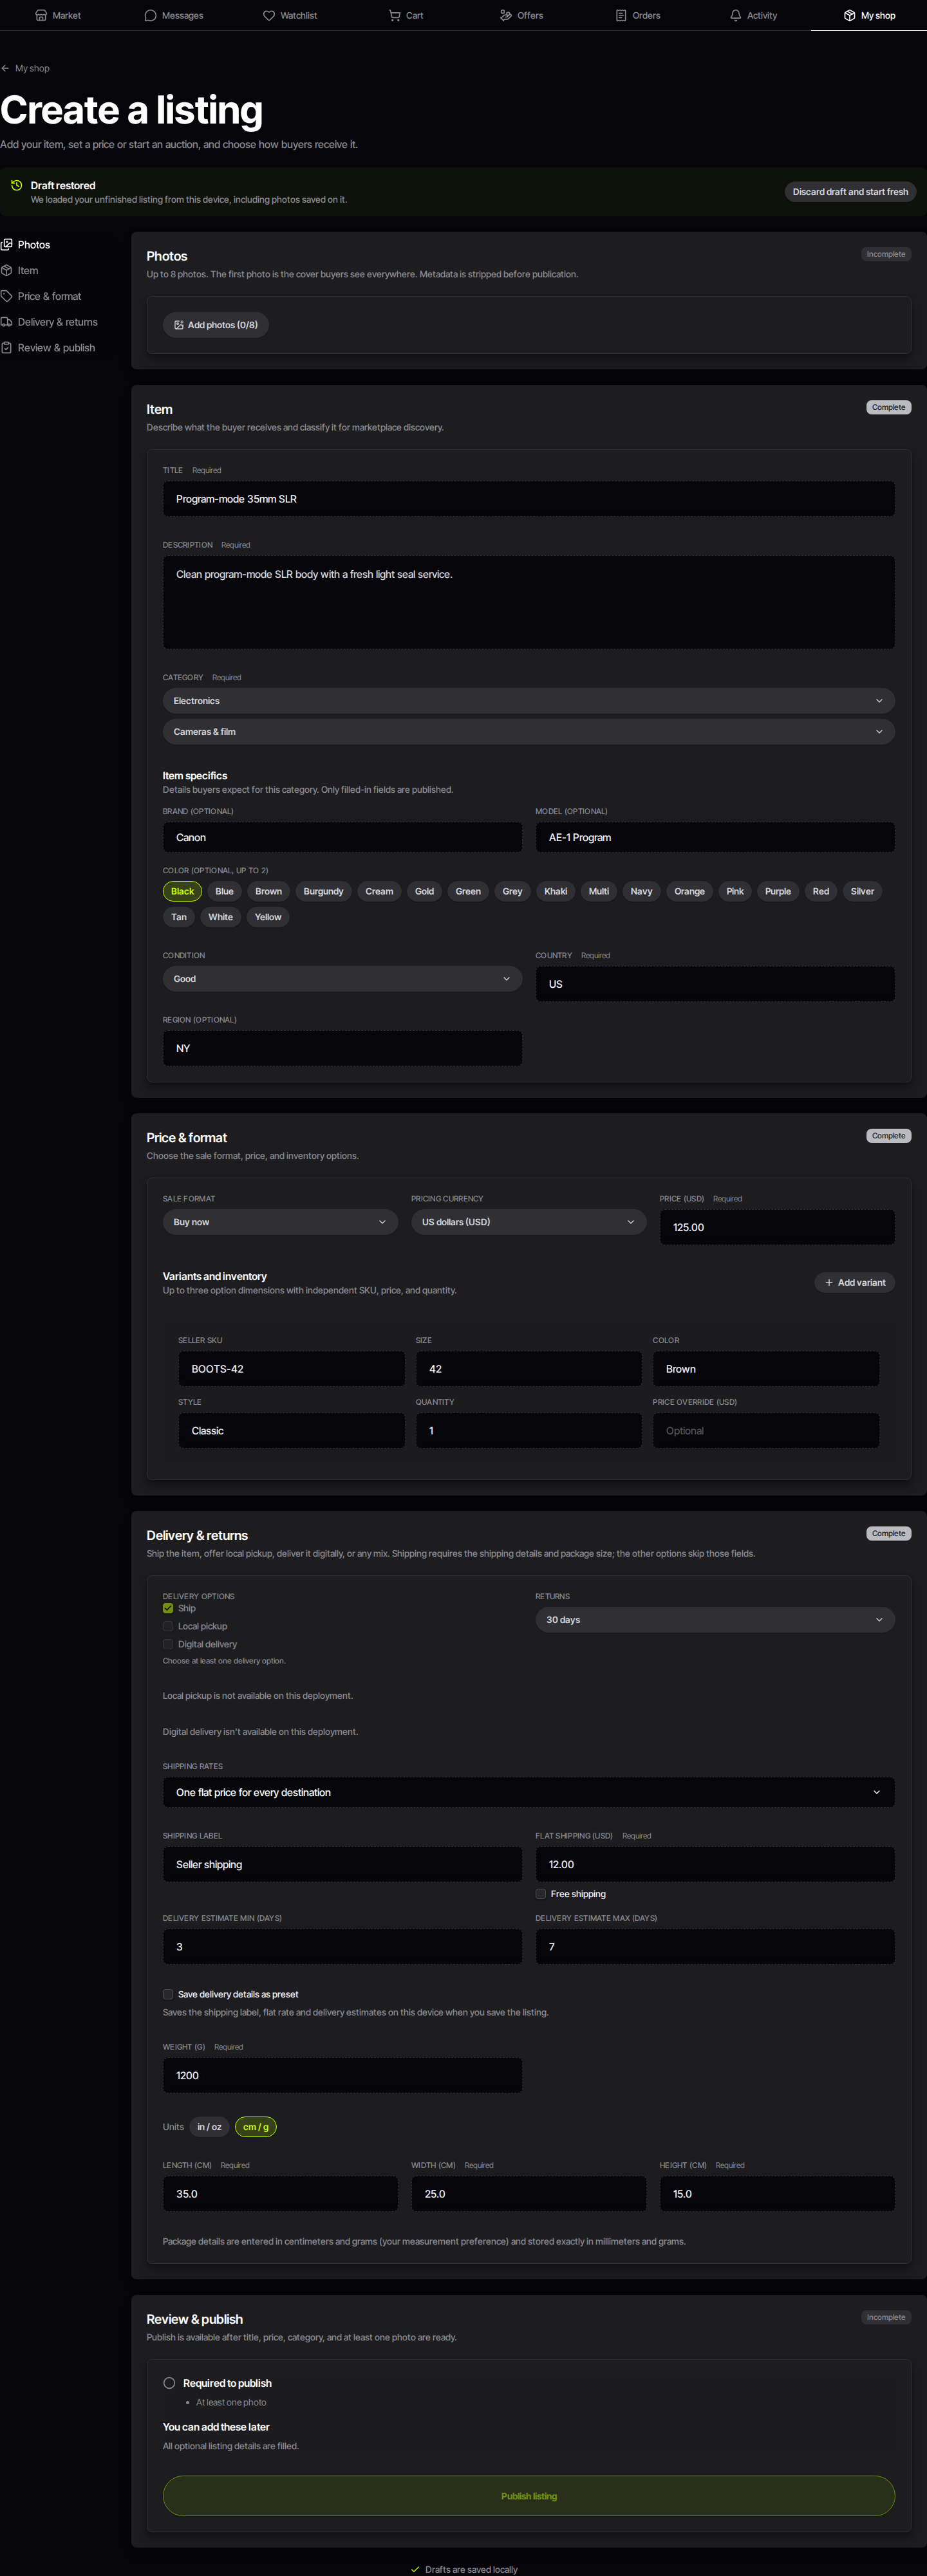 Market
Messages
Watchlist
Cart
Offers
Orders
Activity
My shop
My shop
Create a listing
Add your item, set a price or start an auction, and choose how buyers receive it.
Draft restored
We loaded your unfinished listing from this device, including photos saved on it.
Discard draft and start fresh
Photos
Item
Price & format
Delivery & returns
Review & publish
Photos
Incomplete
Up to 8 photos. The first photo is the cover buyers see everywhere. Metadata is stripped before publication.
Add photos (0/8)
Item
Complete
Describe what the buyer receives and classify it for marketplace discovery.
TITLE Required
Program-mode 35mm SLR
DESCRIPTION Required
Clean program-mode SLR body with a fresh light seal service.
CATEGORY Required
Electronics
Cameras & film
Item specifics
Details buyers expect for this category. Only filled-in fields are published.
BRAND (OPTIONAL) MODEL (OPTIONAL)
Canon AE-1 Program
COLOR (OPTIONAL, UP TO 2)
Black Blue Brown Burgundy Cream Gold Green Grey Khaki Multi Navy Orange Pink Purple Red Silver
Tan White Yellow
CONDITION COUNTRY Required
Good US
REGION (OPTIONAL)
NY
Price & format
Complete
Choose the sale format, price, and inventory options.
SALE FORMAT PRICING CURRENCY PRICE (USD) Required
Buy now US dollars (USD) 125.00
Variants and inventory
Up to three option dimensions with independent SKU, price, and quantity.
Add variant
SELLER SKU SIZE COLOR
BOOTS-42 42 Brown
STYLE QUANTITY PRICE OVERRIDE (USD)
Classic 1 Optional
Delivery & returns
Complete
Ship the item, offer local pickup, deliver it digitally, or any mix. Shipping requires the shipping details and package size; the other options skip those fields.
DELIVERY OPTIONS RETURNS
Ship
30 days
Local pickup
Digital delivery
Choose at least one delivery option.
Local pickup is not available on this deployment.
Digital delivery isn't available on this deployment.
SHIPPING RATES
One flat price for every destination
SHIPPING LABEL FLAT SHIPPING (USD) Required
Seller shipping 12.00
Free shipping
DELIVERY ESTIMATE MIN (DAYS) DELIVERY ESTIMATE MAX (DAYS)
3 7
Save delivery details as preset
Saves the shipping label, flat rate and delivery estimates on this device when you save the listing.
WEIGHT (G) Required
1200
Units in / oz cm / g
LENGTH (CM) Required WIDTH (CM) Required HEIGHT (CM) Required
35.0 25.0 15.0
Package details are entered in centimeters and grams (your measurement preference) and stored exactly in millimeters and grams.
Review & publish
Incomplete
Publish is available after title, price, category, and at least one photo are ready.
Required to publish
• At least one photo
You can add these later
All optional listing details are filled.
Publish listing
Drafts are saved locally